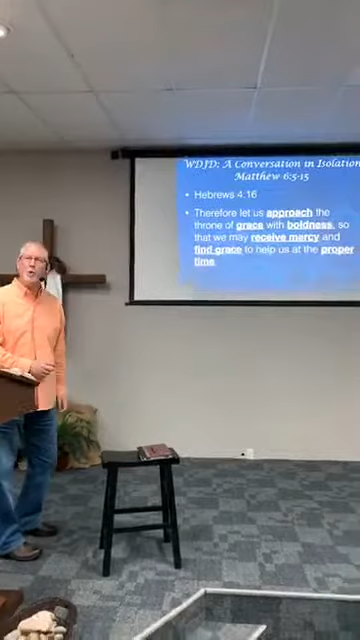 WDJD: A Conversation in Isolation
Matthew 6:5-15
• Hebrews 4:16
• Therefore let us approach the
throne of grace with boldness, so
that we may receive mercy and
find grace to help us at the proper
time